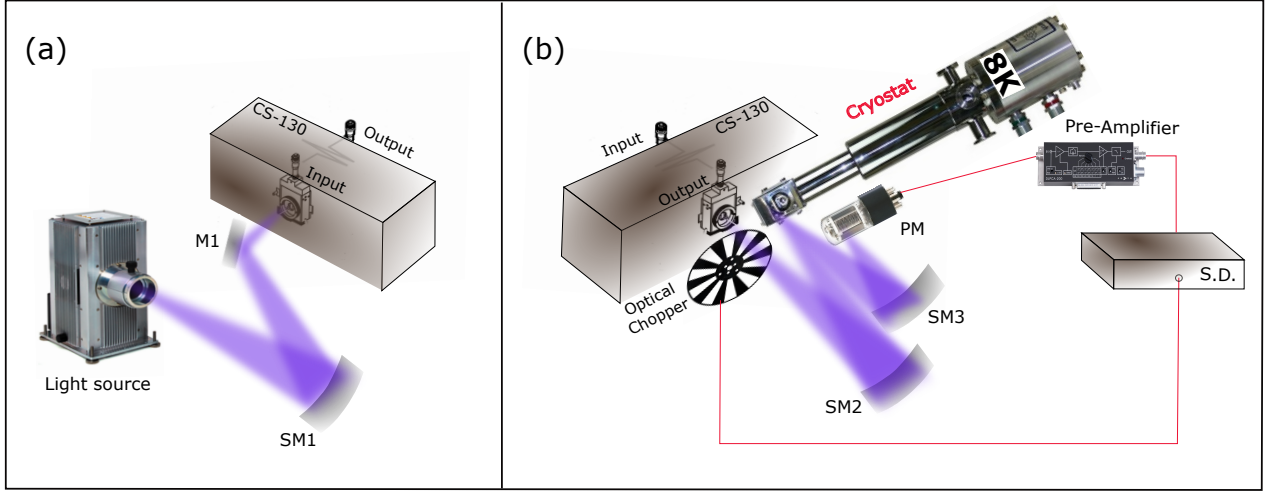 (a)
CS-130
Output
Input
M1
Light source
SM1
(b)
8K
Cryostat
CS-130
Input
Output
Pre-Amplifier
PM
Optical
Chopper
S.D.
SM3
SM2